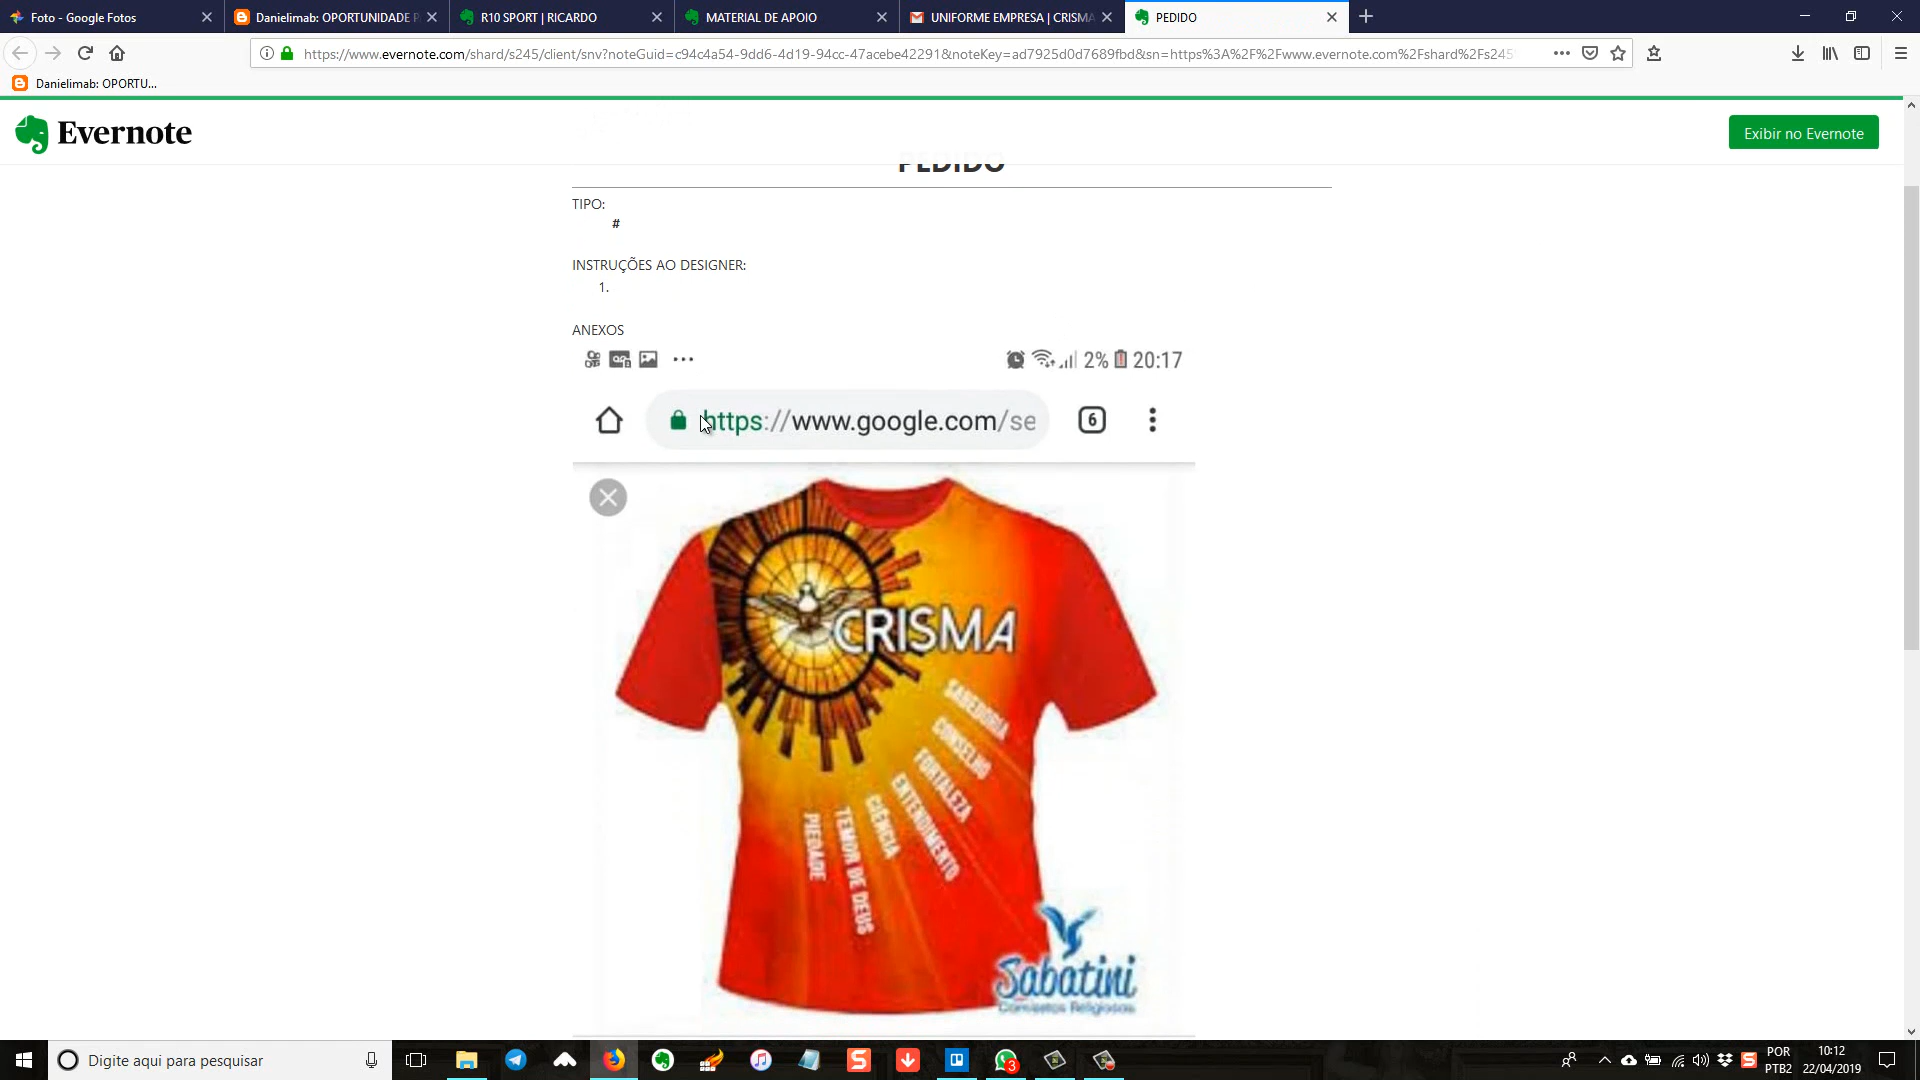 Foto - Google Fotos
Danielimab: OPORTUNIDADE P
R10 SPORT | RICARDO
MATERIAL DE APOIO
UNIFORME EMPRESA | CRISMA
PEDIDO
https://www.evernote.com/shard/s245/client/snv?noteGuid=c94c4a54-9dd6-4d19-94cc-47acebe42291&noteKey=ad7925d0d7689fbd&sn=https%3A%2F%2Fwww.evernote.com%2Fshard%2Fs245
Danielimab: OPORTU...
Evernote
Exibir no Evernote
PEDIDO
TIPO:
#
INSTRUÇÕES AO DESIGNER:
1.
ANEXOS
2% 20:17
https://www.google.com/se
6
CRISMA
SABEDORIA
CONSELHO
FORTALEZA
ENTENDIMENTO
CIÊNCIA
TEMOR DE DEUS
PIEDADE
Sabatini
Camisetas Religiosas
Digite aqui para pesquisar
3
POR
PTB2
10:12
22/04/2019